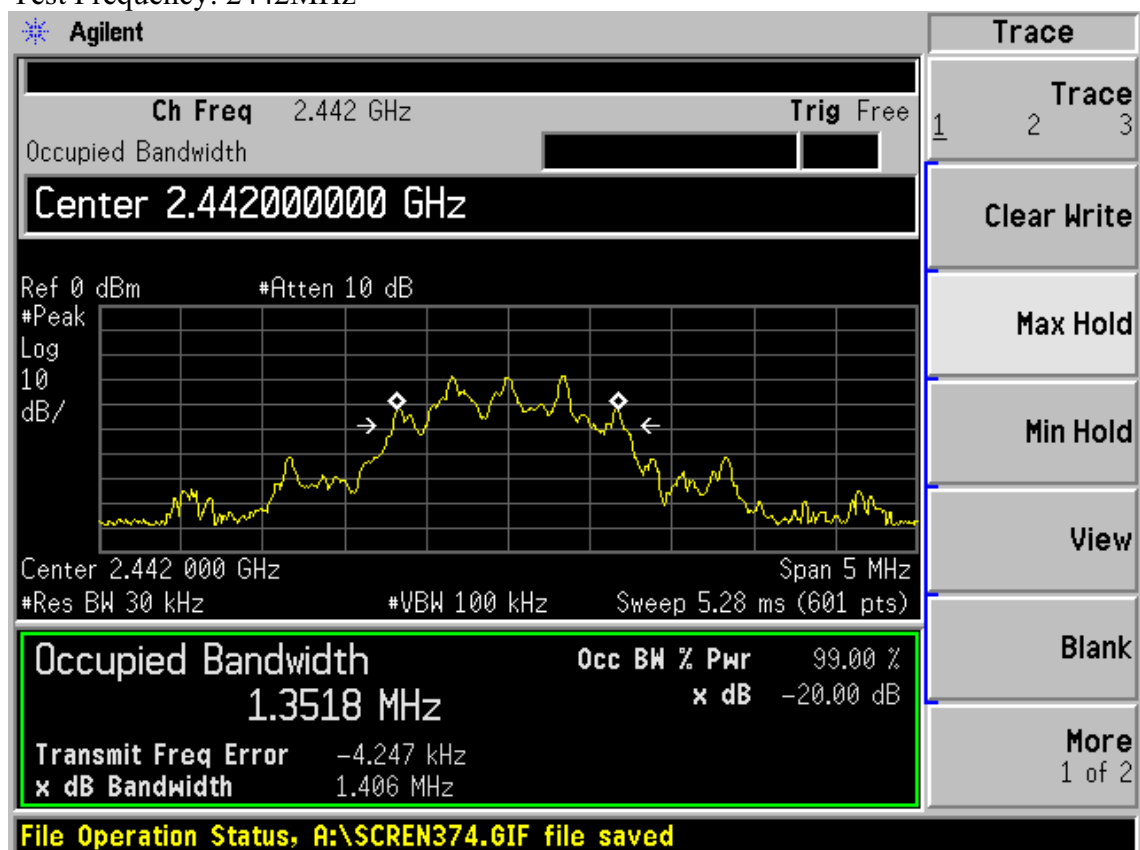 Test Frequency: 2442MHz
Agilent
Trace
Ch Freq 2.442 GHz Trig Free
Occupied Bandwidth
Trace
1 2 3
Center 2.442000000 GHz
Clear Write
Ref 0 dBm #Atten 10 dB
#Peak
Log
10
dB/
Max Hold
Min Hold
View
Center 2.442 000 GHz Span 5 MHz
#Res BW 30 kHz #VBW 100 kHz Sweep 5.28 ms (601 pts)
Occupied Bandwidth Occ BW % Pwr 99.00 %
1.3518 MHz x dB -20.00 dB
Blank
Transmit Freq Error -4.247 kHz
x dB Bandwidth 1.406 MHz
More
1 of 2
File Operation Status, A:\SCREN374.GIF file saved